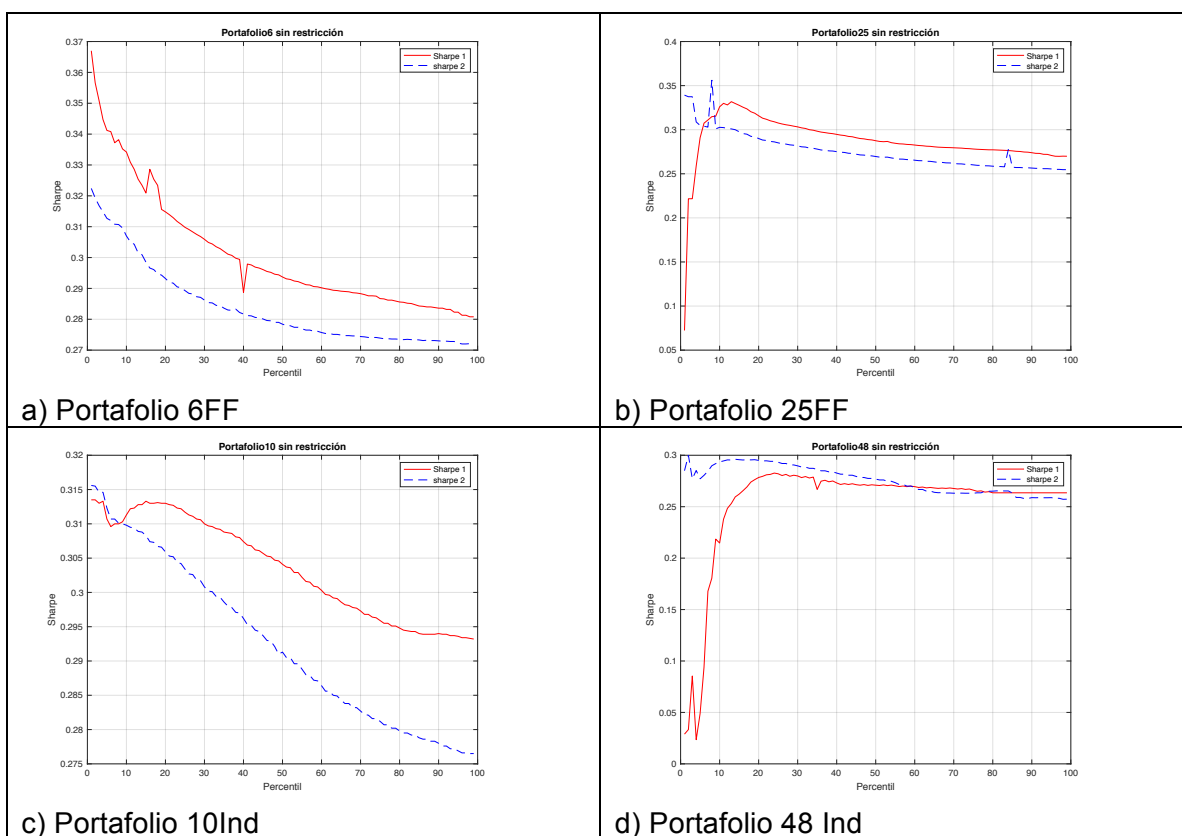 Portafolio6 sin restricción
Sharpe 1
sharpe 2
0.37
0.36
0.35
0.34
0.33
0.32
0.31
0.3
0.29
0.28
0.27
Sharpe
0 10 20 30 40 50 60 70 80 90 100
Percentil
a) Portafolio 6FF
Portafolio25 sin restricción
Sharpe 1
sharpe 2
0.4
0.35
0.3
0.25
0.2
0.15
0.1
0.05
Sharpe
0 10 20 30 40 50 60 70 80 90 100
Percentil
b) Portafolio 25FF
Portafolio10 sin restricción
Sharpe 1
sharpe 2
0.32
0.315
0.31
0.305
0.3
0.295
0.29
0.285
0.28
0.275
Sharpe
0 10 20 30 40 50 60 70 80 90 100
Percentil
c) Portafolio 10Ind
Portafolio48 sin restricción
Sharpe 1
sharpe 2
0.3
0.25
0.2
0.15
0.1
0.05
0
Sharpe
0 10 20 30 40 50 60 70 80 90 100
Percentil
d) Portafolio 48 Ind